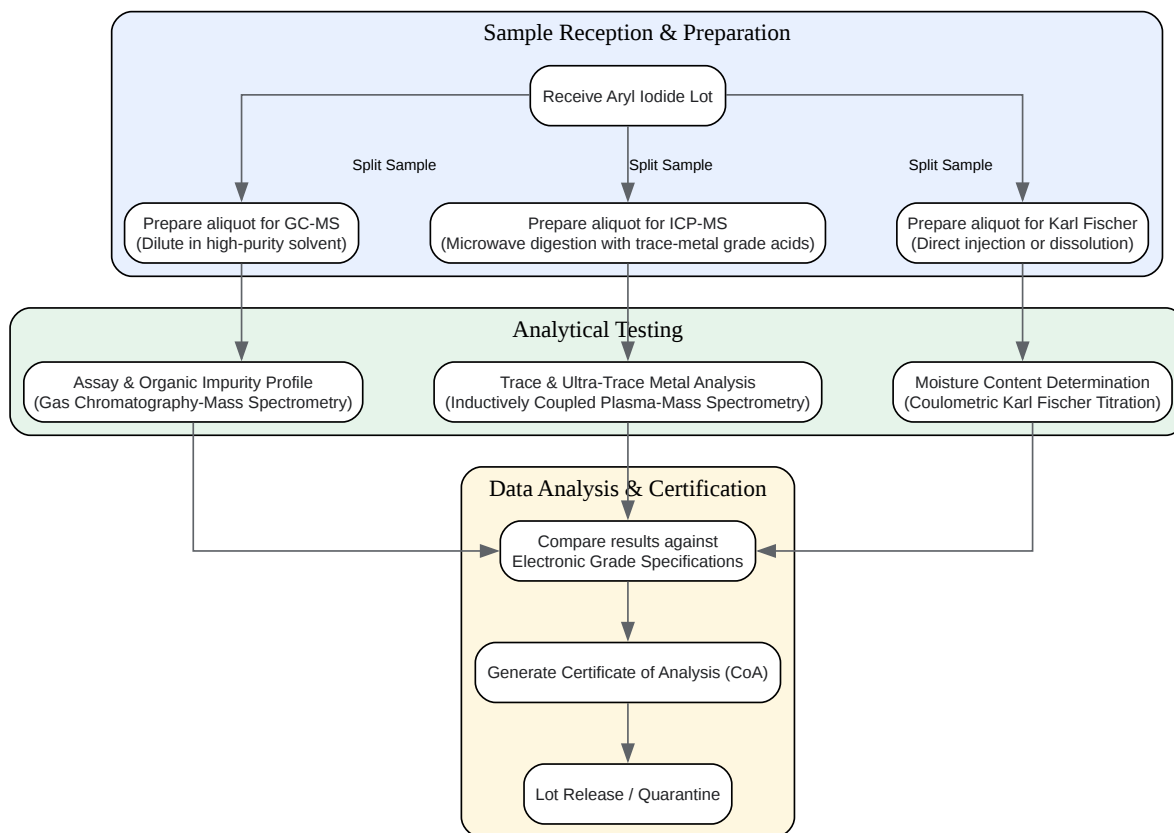 Sample Reception & Preparation
Receive Aryl Iodide Lot
Split Sample
Split Sample
Split Sample
Prepare aliquot for GC-MS
(Dilute in high-purity solvent)
Prepare aliquot for ICP-MS
(Microwave digestion with trace-metal grade acids)
Prepare aliquot for Karl Fischer
(Direct injection or dissolution)
Analytical Testing
Assay & Organic Impurity Profile
(Gas Chromatography-Mass Spectrometry)
Trace & Ultra-Trace Metal Analysis
(Inductively Coupled Plasma-Mass Spectrometry)
Moisture Content Determination
(Coulometric Karl Fischer Titration)
Data Analysis & Certification
Compare results against
Electronic Grade Specifications
Generate Certificate of Analysis (CoA)
Lot Release / Quarantine